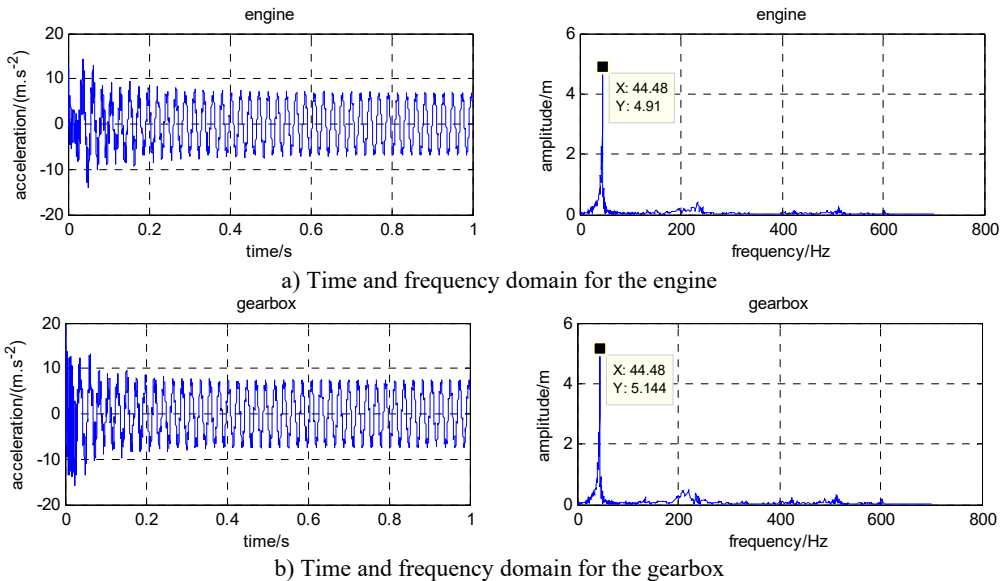 engine
acceleration/(m.s-2)
20
10
0
-10
-20
0 0.2 0.4 0.6 0.8 1
time/s
engine
amplitude/m
6
4
2
0
X: 44.48
Y: 4.91
0 200 400 600 800
frequency/Hz
a) Time and frequency domain for the engine
gearbox
acceleration/(m.s-2)
20
10
0
-10
-20
0 0.2 0.4 0.6 0.8 1
time/s
gearbox
amplitude/m
6
4
2
0
X: 44.48
Y: 5.144
0 200 400 600 800
frequency/Hz
b) Time and frequency domain for the gearbox